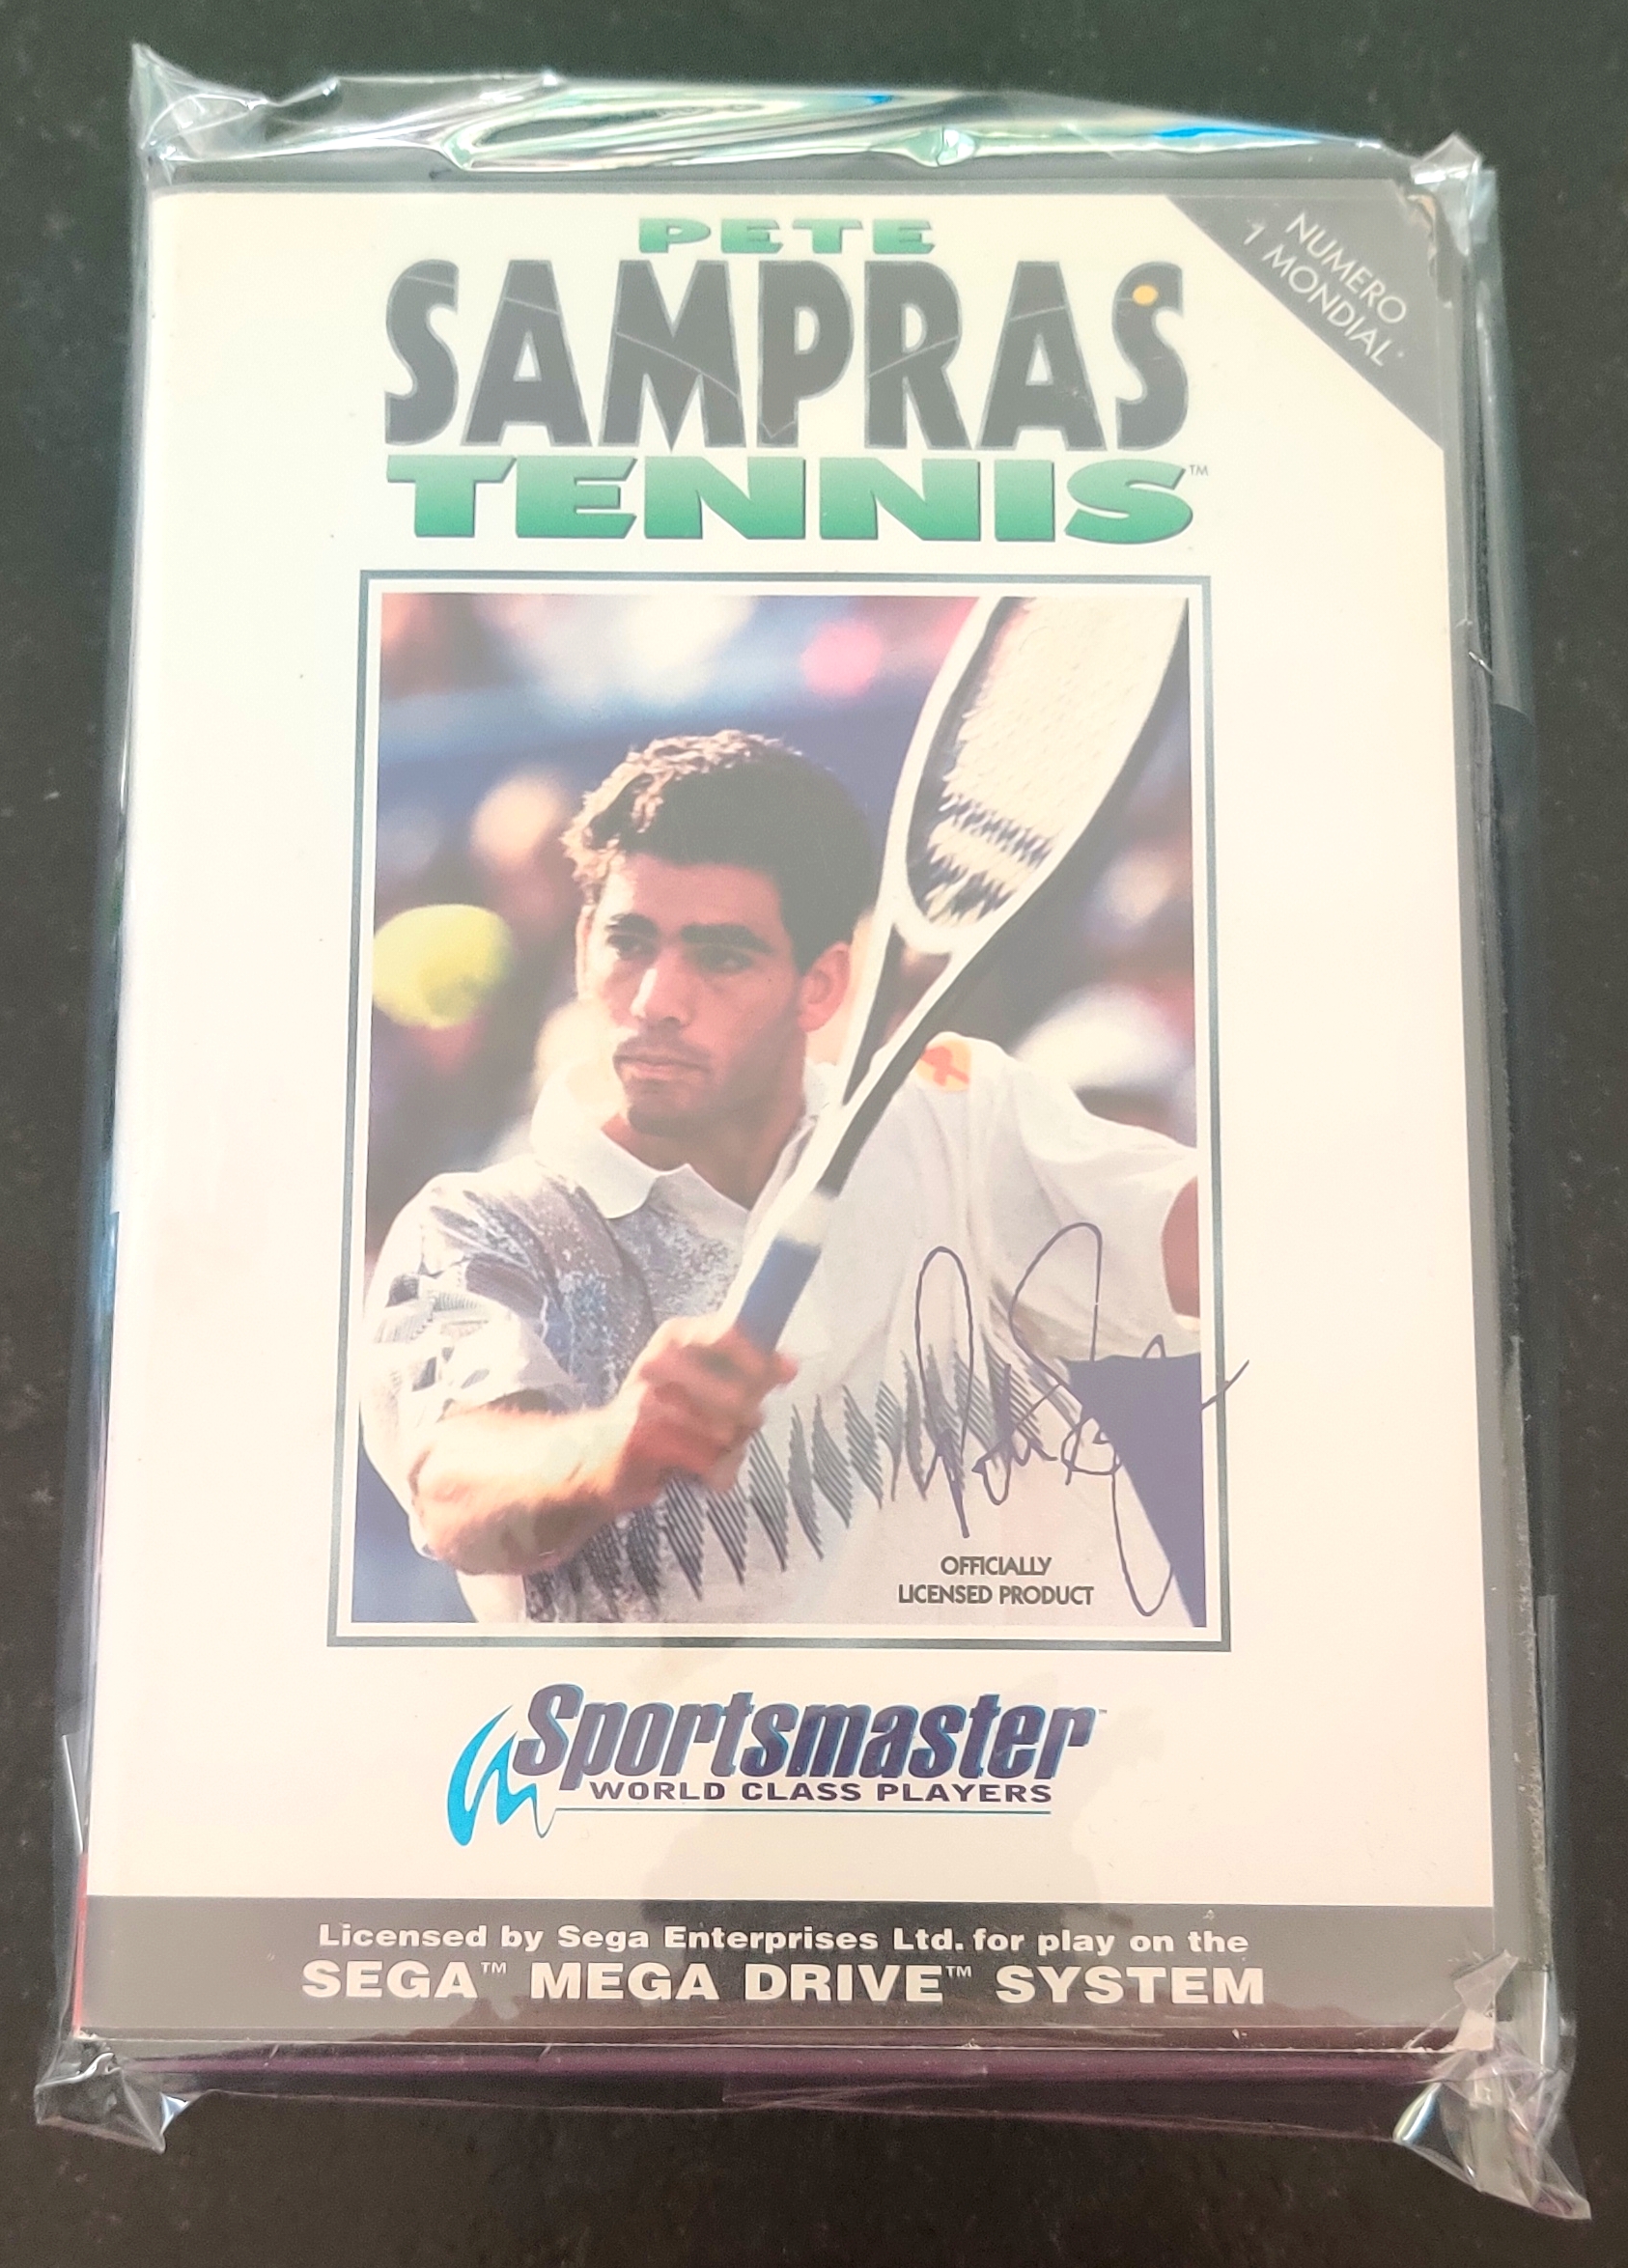 PETE
SAMPRAS
TENNIS™
NUMERO
1 MONDIAL*
OFFICIALLY
LICENSED PRODUCT
Sportsmaster™
WORLD CLASS PLAYERS
Licensed by Sega Enterprises Ltd. for play on the
SEGA™ MEGA DRIVE™ SYSTEM